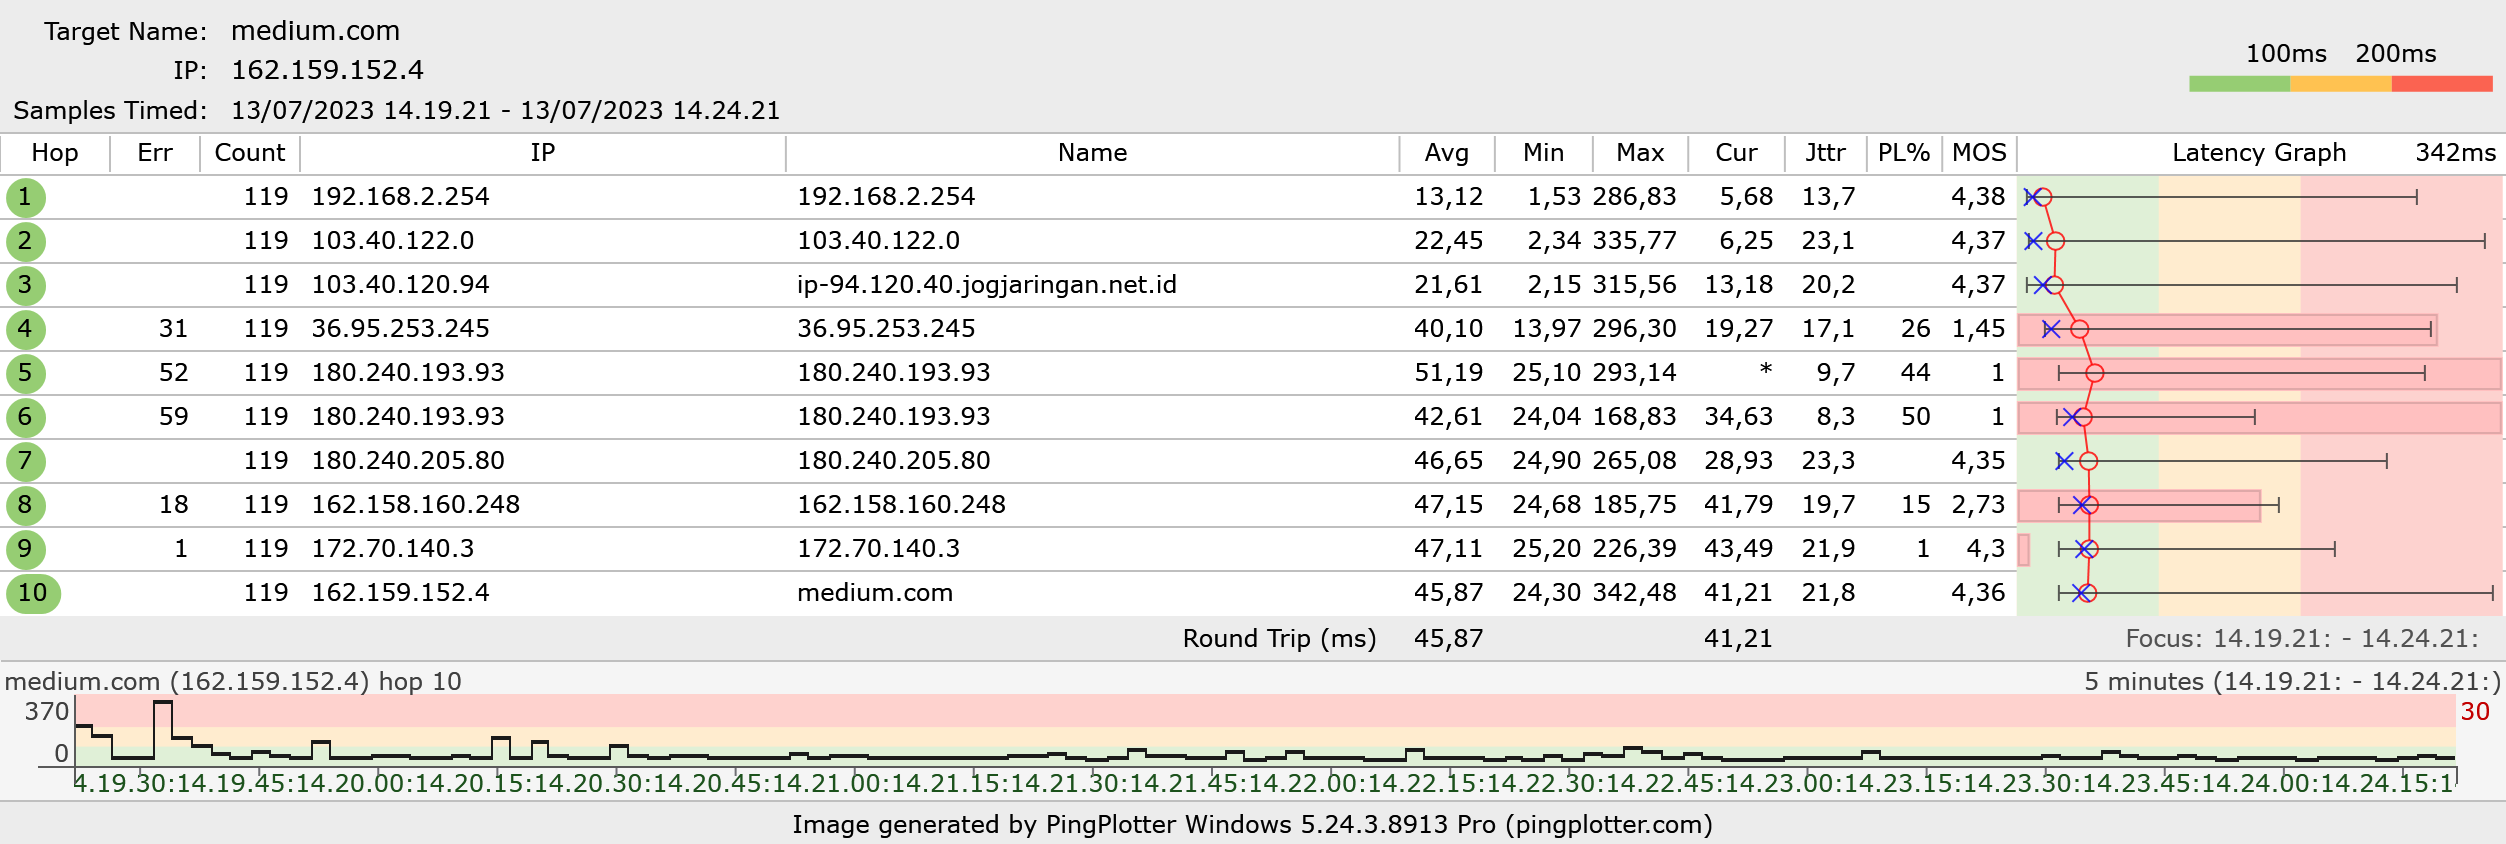 Target Name: medium.com
IP: 162.159.152.4
Samples Timed: 13/07/2023 14.19.21 - 13/07/2023 14.24.21
100ms 200ms
Hop Err Count IP Name Avg Min Max Cur Jttr PL% MOS Latency Graph 342ms
1 119 192.168.2.254 192.168.2.254 13,12 1,53 286,83 5,68 13,7 4,38
2 119 103.40.122.0 103.40.122.0 22,45 2,34 335,77 6,25 23,1 4,37
3 119 103.40.120.94 ip-94.120.40.jogjaringan.net.id 21,61 2,15 315,56 13,18 20,2 4,37
4 31 119 36.95.253.245 36.95.253.245 40,10 13,97 296,30 19,27 17,1 26 1,45
5 52 119 180.240.193.93 180.240.193.93 51,19 25,10 293,14 * 9,7 44 1
6 59 119 180.240.193.93 180.240.193.93 42,61 24,04 168,83 34,63 8,3 50 1
7 119 180.240.205.80 180.240.205.80 46,65 24,90 265,08 28,93 23,3 4,35
8 18 119 162.158.160.248 162.158.160.248 47,15 24,68 185,75 41,79 19,7 15 2,73
9 1 119 172.70.140.3 172.70.140.3 47,11 25,20 226,39 43,49 21,9 1 4,3
10 119 162.159.152.4 medium.com 45,87 24,30 342,48 41,21 21,8 4,36
Round Trip (ms) 45,87 41,21 Focus: 14.19.21: - 14.24.21:
medium.com (162.159.152.4) hop 10 5 minutes (14.19.21: - 14.24.21:)
370 30
0
4.19.30:14.19.45:14.20.00:14.20.15:14.20.30:14.20.45:14.21.00:14.21.15:14.21.30:14.21.45:14.22.00:14.22.15:14.22.30:14.22.45:14.23.00:14.23.15:14.23.30:14.23.45:14.24.00:14.24.15:1
Image generated by PingPlotter Windows 5.24.3.8913 Pro (pingplotter.com)